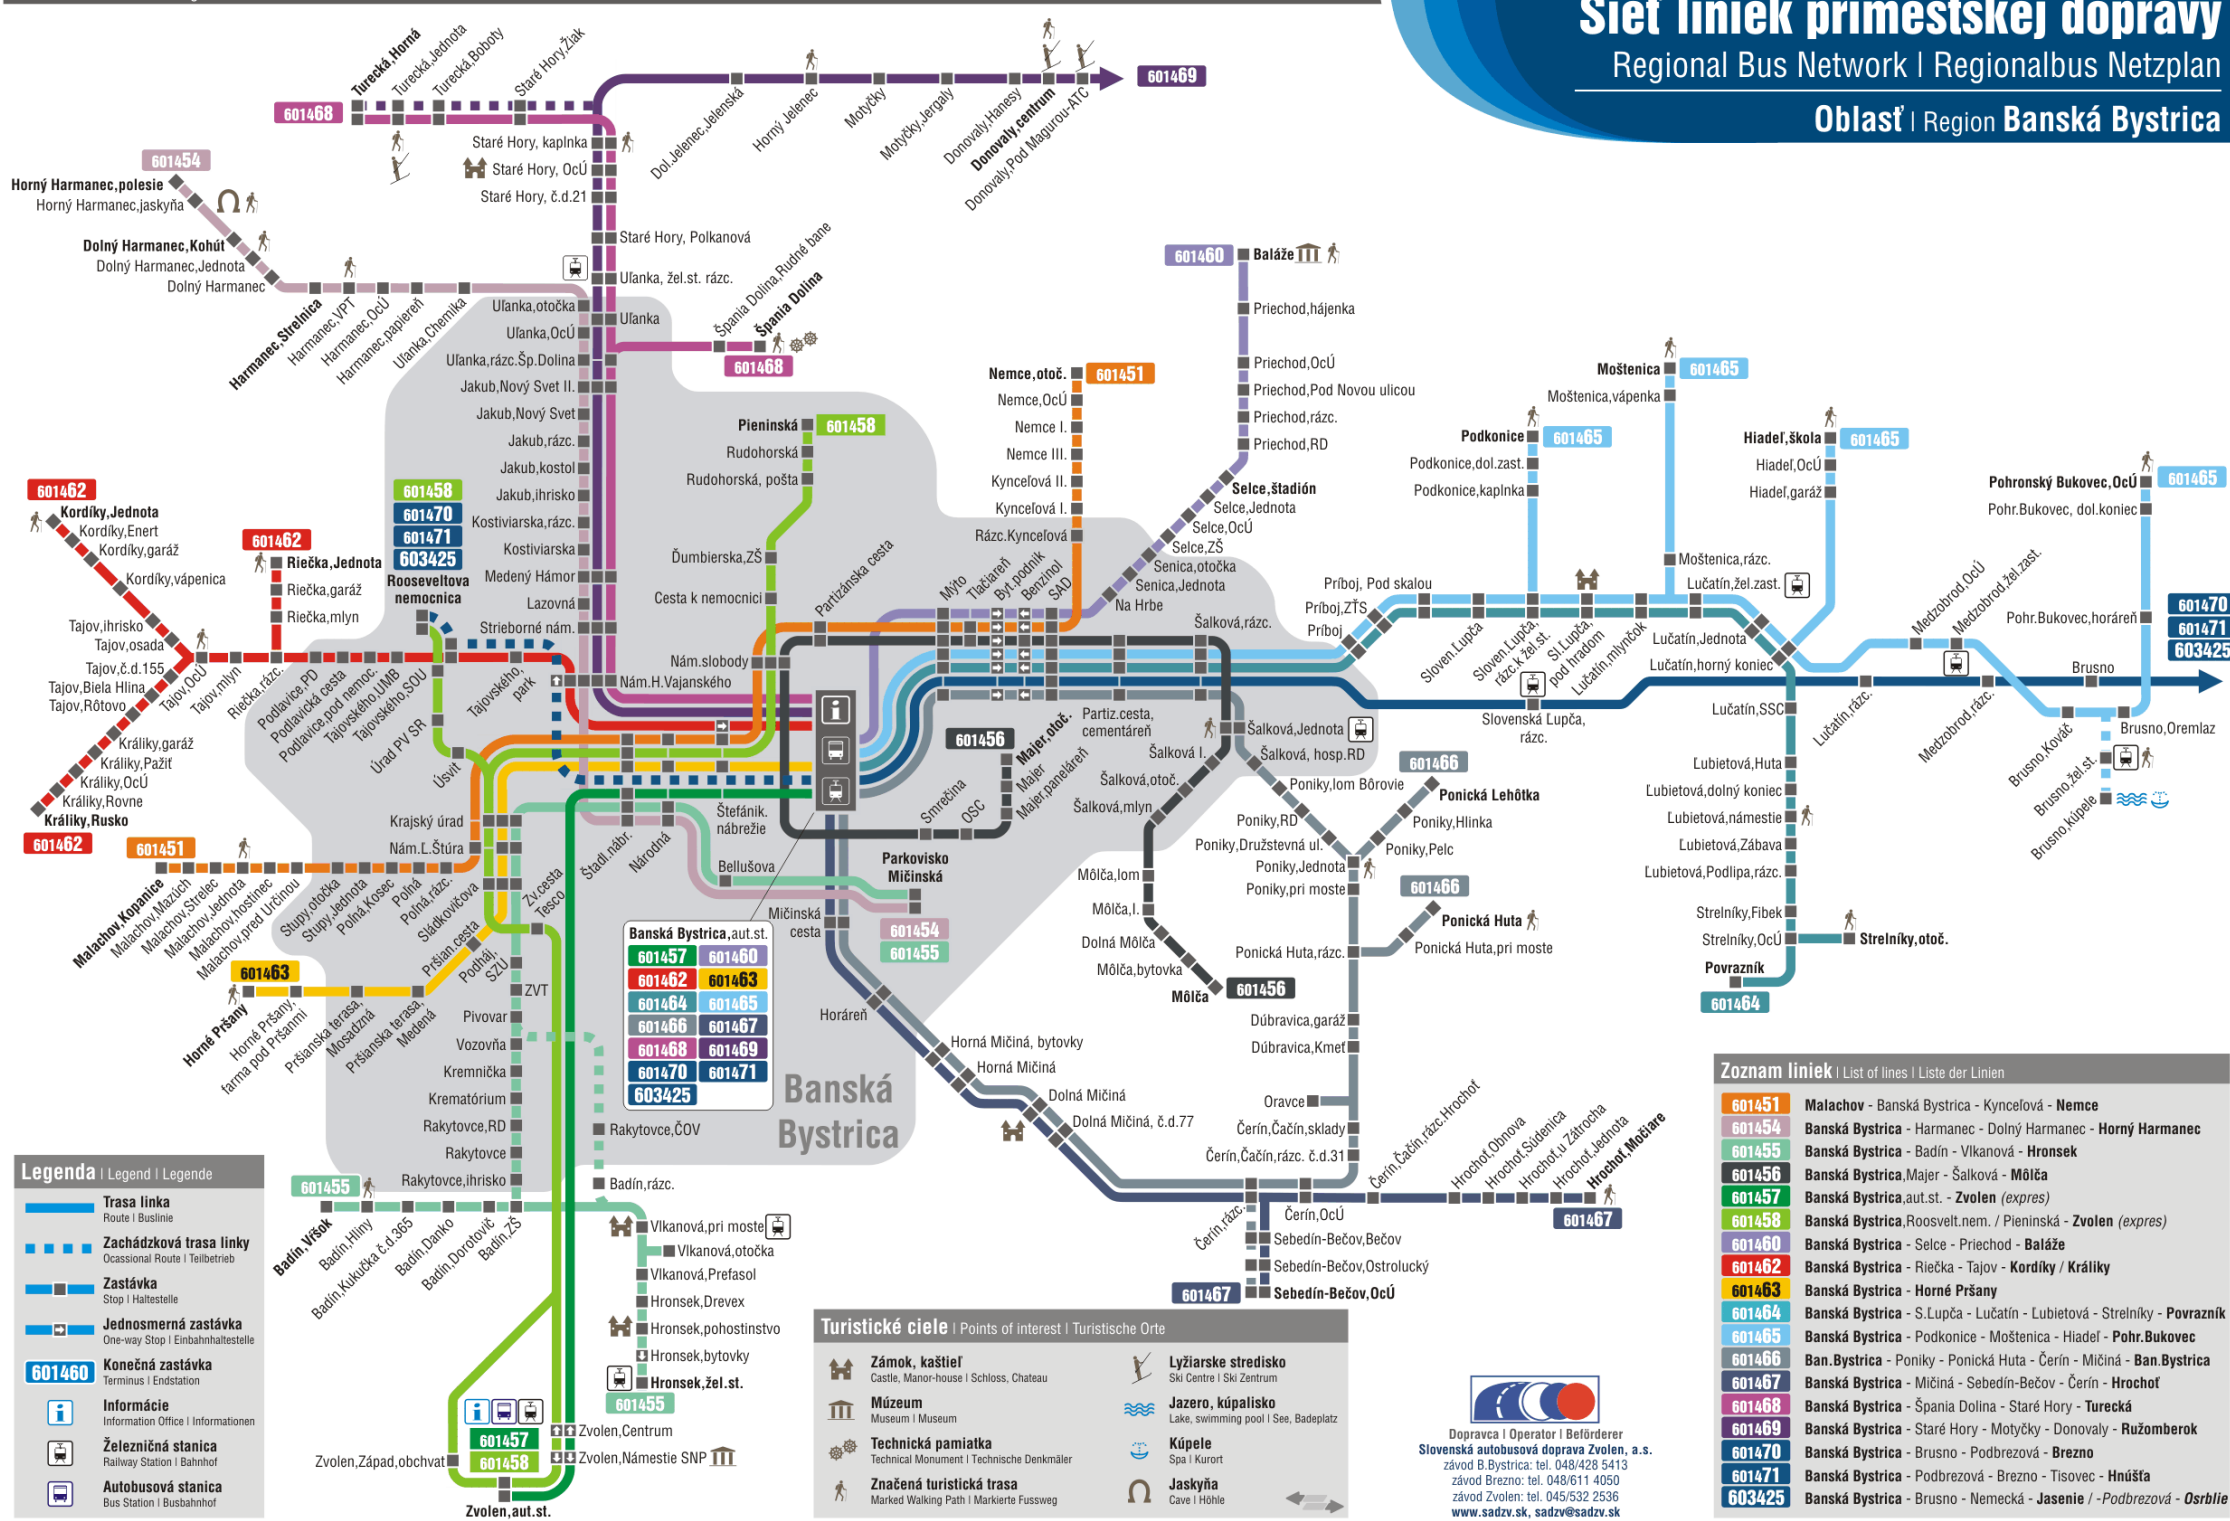 Sieť liniek prímestskej dopravy
Regional Bus Network | Regionalbus Netzplan
Oblasť | Region Banská Bystrica
601468
Turecká,Horná
Turecká,Jednota
Turecká,Boboty
Staré Hory,Žiak
Staré Hory, kaplnka
Staré Hory, OcÚ
Staré Hory, č.d.21
Staré Hory, Polkanová
Uľanka, žel.st. rázc.
Uľanka
Dol.Jelenec,Jelenská
Horný Jelenec
Motyčky
Motyčky,Jergaly
Donovaly,Hanesy
Donovaly,centrum
Donovaly,Pod Magurou-ATC
601469
601454
Horný Harmanec,polesie
Horný Harmanec,jaskyňa
Dolný Harmanec,Kohút
Dolný Harmanec,Jednota
Dolný Harmanec
Harmanec,Strelnica
Harmanec,VPT
Harmanec,OcÚ
Harmanec,papiereň
Uľanka,Chemika
Uľanka,otočka
Uľanka,OcÚ
Uľanka,rázc.Šp.Dolina
Jakub,Nový Svet II.
Jakub,Nový Svet
Jakub,rázc.
Jakub,kostol
Jakub,ihrisko
Kostiviarska,rázc.
Kostiviarska
Medený Hámor
Lazovná
Strieborné nám.
Nám.H.Vajanského
Špania Dolina,Rudné bane
Špania Dolina
601468
Pieninská
601458
Rudohorská
Rudohorská, pošta
Ďumbierska,ZŠ
Cesta k nemocnici
Nám.slobody
Partizánska cesta
Nemce,otoč.
601451
Nemce,OcÚ
Nemce I.
Nemce III.
Kynceľová II.
Kynceľová I.
Rázc.Kynceľová
Mýto
Tlačiareň
Byt.podnik
Benzinol
SAD
601460
Baláže
Priechod,hájenka
Priechod,OcÚ
Priechod,Pod Novou ulicou
Priechod,rázc.
Priechod,RD
Selce,štadión
Selce,Jednota
Selce,OcÚ
Selce,ZŠ
Senica,otočka
Senica,Jednota
Na Hrbe
Šalková,rázc.
Príboj, Pod skalou
Príboj,ZŤS
Príboj
Podkonice
601465
Podkonice,dol.zast.
Podkonice,kaplnka
Moštenica
601465
Moštenica,vápenka
Moštenica,rázc.
Lučatín,žel.zast.
Hiadeľ,škola
601465
Hiadeľ,OcÚ
Hiadeľ,garáž
Pohronský Bukovec,OcÚ
601465
Pohr.Bukovec, dol.koniec
Pohr.Bukovec,horáreň
Sloven.Ľupča
Sloven.Ľupča,
rázc.k žel.st.
Sl.Ľupča,
pod hradom
Lučatín,mlynčok
Lučatín,Jednota
Lučatín,horný koniec
Medzobrod,OcÚ
Medzobrod,žel.zast.
Brusno
601470
601471
603425
Slovenská Ľupča,
rázc.
Lučatín,rázc.
Medzobrod,rázc.
Brusno,Kováč
Brusno,Oremlaz
Brusno,žel.st.
Brusno,kúpele
Lučatín,SSC
Ľubietová,Huta
Ľubietová,dolný koniec
Ľubietová,námestie
Ľubietová,Zábava
Ľubietová,Podlipa,rázc.
Strelníky,Fibek
Strelníky,OcÚ
Strelníky,otoč.
Povrazník
601464
601462
Kordíky,Jednota
Kordíky,Enert
Kordíky,garáž
Kordíky,vápenica
Tajov,ihrisko
Tajov,osada
Tajov,č.d.155
Tajov,Biela Hlina
Tajov,Rôtovo
Králiky,garáž
Králiky,Pažiť
Králiky,OcÚ
Králiky,Rovne
Králiky,Rusko
601462
601462
Riečka,Jednota
Riečka,garáž
Riečka,mlyn
Tajov,OcÚ
Tajov,mlyn
Riečka,rázc.
Podlavice,PD
Podlavická cesta
Podlavice,pod nemoc.
Tajovského,UMB
Tajovského,SOU
Tajovského,
park
601458
601470
601471
603425
Rooseveltova
nemocnica
Úrad PV SR
Úsvit
Krajský úrad
Nám.Ľ.Štúra
601451
Malachov,Kopanice
Malachov,Mazúch
Malachov,Strelec
Malachov,Jednota
Malachov,hostinec
Malachov,pred Určinou
Stupy,otočka
Stupy,Jednota
Poľná,Kosec
Poľná
Poľná,rázc.
Sládkovičova
Pršian.cesta
Zv.cesta
Tesco
Podháj,
SZU
601463
Horné Pršany
Horné Pršany,
farma pod Pršanmi
Pršianska terasa,
Mosadzná
Pršianska terasa,
Medená
ZVT
Pivovar
Vozovňa
Kremnička
Krematórium
Rakytovce,RD
Rakytovce
Rakytovce,ihrisko
Rakytovce,ČOV
Badín,rázc.
601455
Badín,Vŕšok
Badín,Hliny
Badín,Kukučka č.d.365
Badín,Danko
Badín,Dorotovič
Badín,ZŠ
Vlkanová,pri moste
Vlkanová,otočka
Vlkanová,Prefasol
Hronsek,Drevex
Hronsek,pohostinstvo
Hronsek,bytovky
Hronsek,žel.st.
601455
Zvolen,Centrum
Zvolen,Námestie SNP
Zvolen,Západ,obchvat
601457
601458
Zvolen,aut.st.
Štadl.nábr.
Národná
Štefánik.
nábrežie
Bellušova
Parkovisko
Mičinská
601454
601455
Mičinská
cesta
Banská Bystrica,aut.st.
601457 601460
601462 601463
601464 601465
601466 601467
601468 601469
601470 601471
603425
Banská
Bystrica
601456
Majer,otoč.
Majer
Majer,paneláreň
Smrečina
OSC
Partiz.cesta,
cementáreň
Šalková,Jednota
Šalková I.
Šalková,otoč.
Šalková,mlyn
Šalková, hosp.RD
Môlča,lom
Môlča,I.
Dolná Môlča
Môlča,bytovka
Môlča
601456
Poniky,lom Bôrovie
Poniky,RD
Poniky,Družstevná ul.
Poniky,Jednota
Poniky,pri moste
601466
Ponická Lehôtka
Poniky,Hlinka
Poniky,Pelc
601466
Ponická Huta
Ponická Huta,pri moste
Ponická Huta,rázc.
Dúbravica,garáž
Dúbravica,Kmeť
Oravce
Čerín,Čačín,sklady
Čerín,Čačín,rázc. č.d.31
Horáreň
Horná Mičiná, bytovky
Horná Mičiná
Dolná Mičiná
Dolná Mičiná, č.d.77
Čerín,rázc.
Čerín,OcÚ
Čerín,Čačín,rázc.Hrochoť
Hrochoť,Obnova
Hrochoť,Súdenica
Hrochoť,u Zátrocha
Hrochoť,Jednota
Hrochoť,Močiare
601467
Sebedín-Bečov,Bečov
Sebedín-Bečov,Ostrolucký
601467
Sebedín-Bečov,OcÚ
Legenda | Legend | Legende
Trasa linka
Route | Buslinie
Zachádzková trasa linky
Ocassional Route | Teilbetrieb
Zastávka
Stop | Haltestelle
Jednosmerná zastávka
One-way Stop | Einbahnhaltestelle
601460
Konečná zastávka
Terminus | Endstation
Informácie
Information Office | Informationen
Železničná stanica
Railway Station | Bahnhof
Autobusová stanica
Bus Station | Busbahnhof
Turistické ciele | Points of interest | Turistische Orte
Zámok, kaštieľ
Castle, Manor-house | Schloss, Chateau
Múzeum
Museum | Museum
Technická pamiatka
Technical Monument | Technische Denkmäler
Značená turistická trasa
Marked Walking Path | Markierte Fussweg
Lyžiarske stredisko
Ski Centre | Ski Zentrum
Jazero, kúpalisko
Lake, swimming pool | See, Badeplatz
Kúpele
Spa | Kurort
Jaskyňa
Cave | Höhle
Dopravca | Operator | Beförderer
Slovenská autobusová doprava Zvolen, a.s.
závod B.Bystrica: tel. 048/428 5413
závod Brezno: tel. 048/611 4050
závod Zvolen: tel. 045/532 2536
www.sadzv.sk, sadzv@sadzv.sk
Zoznam liniek | List of lines | Liste der Linien
601451 Malachov - Banská Bystrica - Kynceľová - Nemce
601454 Banská Bystrica - Harmanec - Dolný Harmanec - Horný Harmanec
601455 Banská Bystrica - Badín - Vlkanová - Hronsek
601456 Banská Bystrica,Majer - Šalková - Môlča
601457 Banská Bystrica,aut.st. - Zvolen (expres)
601458 Banská Bystrica,Roosvelt.nem. / Pieninská - Zvolen (expres)
601460 Banská Bystrica - Selce - Priechod - Baláže
601462 Banská Bystrica - Riečka - Tajov - Kordíky / Králiky
601463 Banská Bystrica - Horné Pršany
601464 Banská Bystrica - S.Ľupča - Lučatín - Ľubietová - Strelníky - Povrazník
601465 Banská Bystrica - Podkonice - Moštenica - Hiadeľ - Pohr.Bukovec
601466 Ban.Bystrica - Poniky - Ponická Huta - Čerín - Mičiná - Ban.Bystrica
601467 Banská Bystrica - Mičiná - Sebedín-Bečov - Čerín - Hrochoť
601468 Banská Bystrica - Špania Dolina - Staré Hory - Turecká
601469 Banská Bystrica - Staré Hory - Motyčky - Donovaly - Ružomberok
601470 Banská Bystrica - Brusno - Podbrezová - Brezno
601471 Banská Bystrica - Podbrezová - Brezno - Tisovec - Hnúšťa
603425 Banská Bystrica - Brusno - Nemecká - Jasenie / -Podbrezová - Osrblie